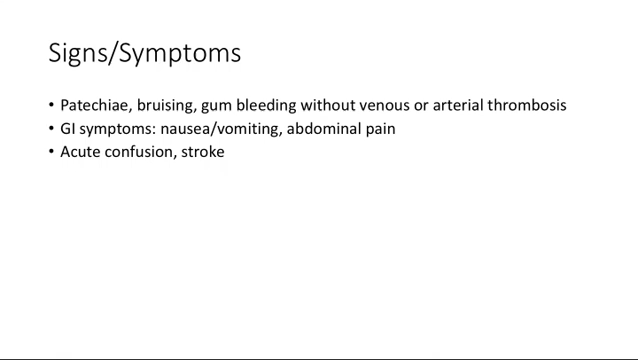 Signs/Symptoms
• Patechiae, bruising, gum bleeding without venous or arterial thrombosis
• GI symptoms: nausea/vomiting, abdominal pain
• Acute confusion, stroke